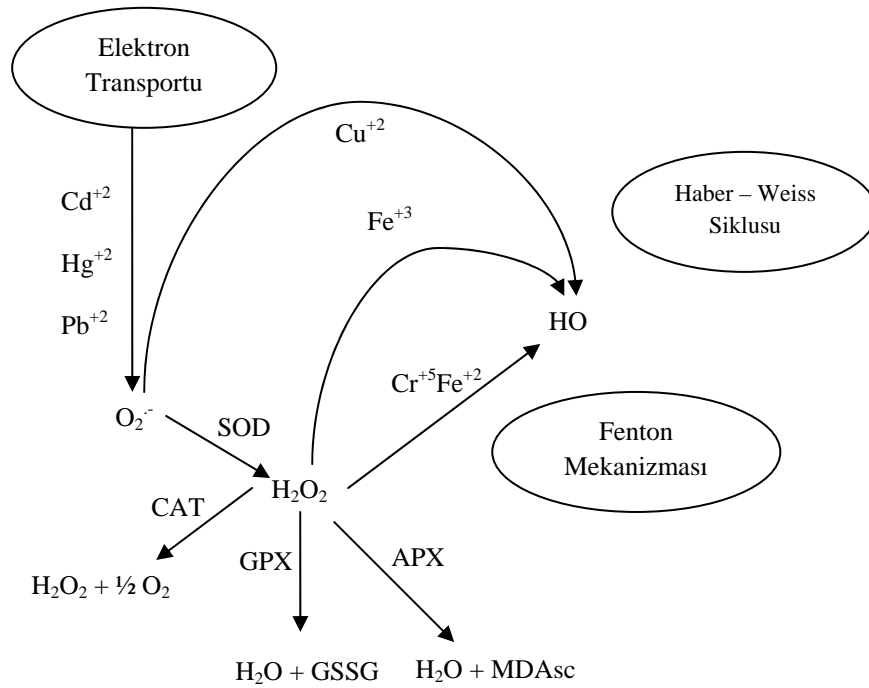 Elektron
Transportu
Cu⁺²
Haber – Weiss
Siklusu
Cd⁺²
Fe⁺³
Hg⁺²
Pb⁺²
HO
Cr⁺⁵Fe⁺²
O₂·⁻
SOD
Fenton
Mekanizması
H₂O₂
CAT
GPX
APX
H₂O₂ + ½ O₂
H₂O + GSSG
H₂O + MDAsc